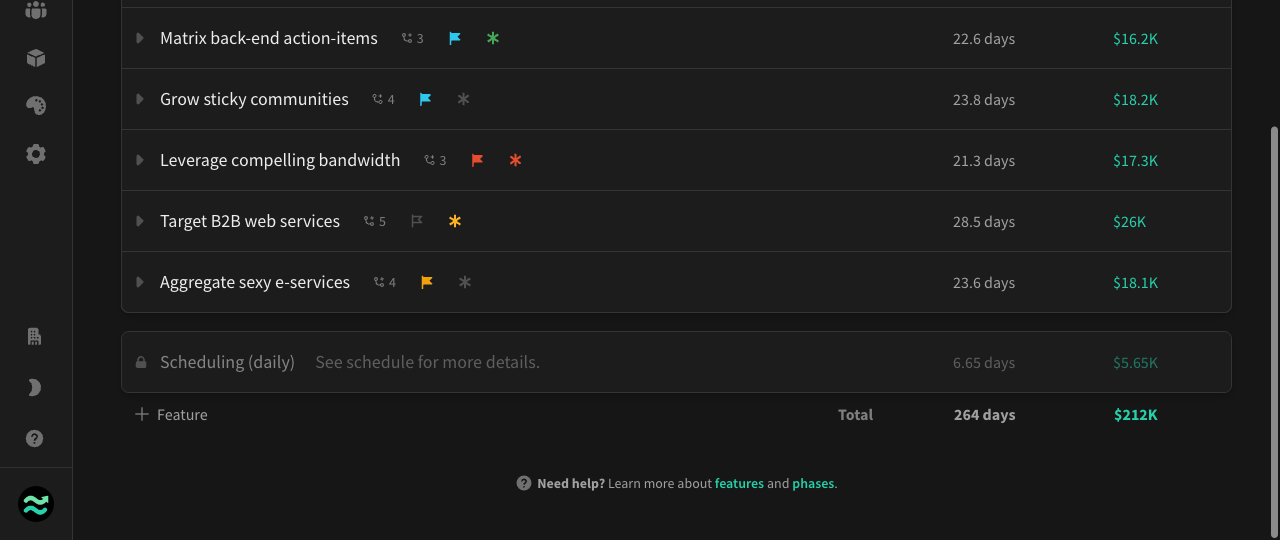 Matrix back-end action-items 3 22.6 days $16.2K
Grow sticky communities 4 23.8 days $18.2K
Leverage compelling bandwidth 3 21.3 days $17.3K
Target B2B web services 5 28.5 days $26K
Aggregate sexy e-services 4 23.6 days $18.1K
Scheduling (daily) See schedule for more details. 6.65 days $5.65K
Feature Total 264 days $212K
Need help? Learn more about features and phases.